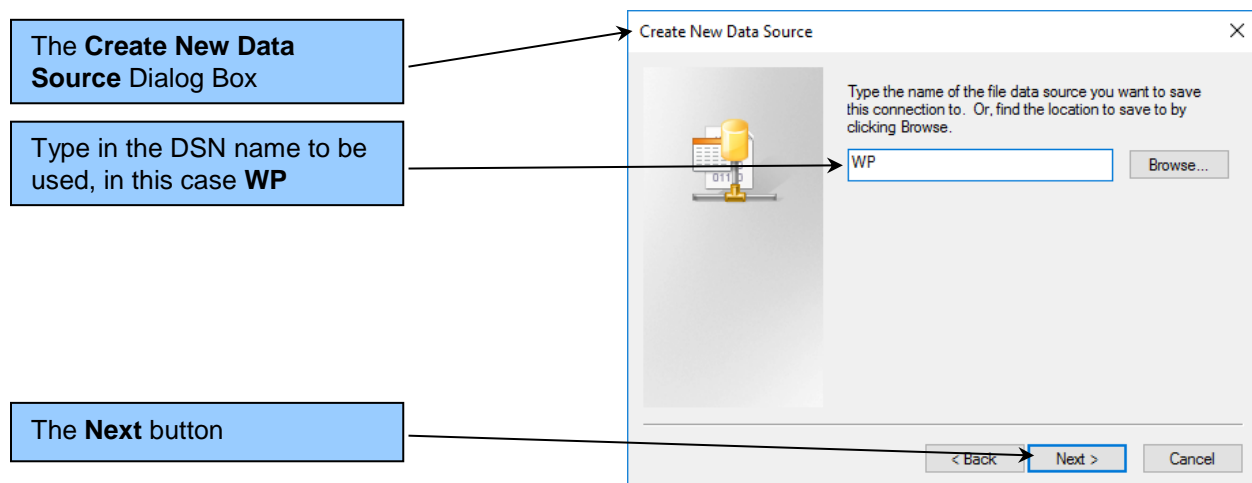 The Create New Data
Source Dialog Box
Type in the DSN name to be
used, in this case WP
The Next button
Create New Data Source
Type the name of the file data source you want to save
this connection to.  Or, find the location to save to by
clicking Browse.
WP
Browse...
< Back
Next >
Cancel